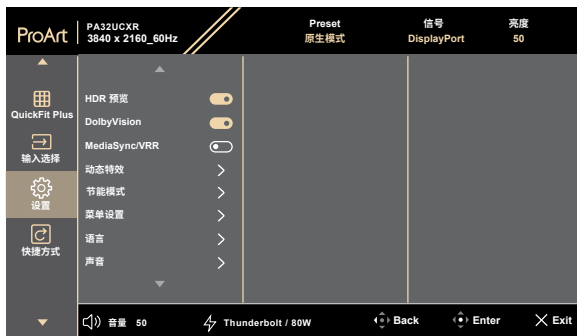 ProArt
PA32UCXR
3840 x 2160_60Hz
Preset
原生模式
信号
DisplayPort
亮度
50
QuickFit Plus
输入选择
设置
快捷方式
HDR 预览
DolbyVision
MediaSync/VRR
动态特效
节能模式
菜单设置
语言
声音
音量 50
Thunderbolt / 80W
Back
Enter
Exit